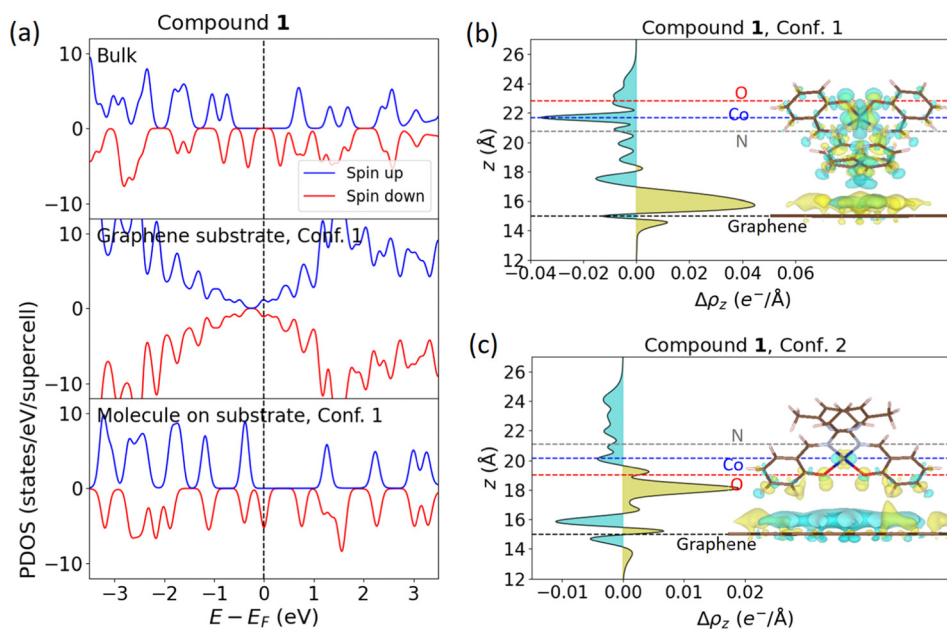 (a)
Compound 1
10
0
−10
Bulk
Spin up
Spin down
10
0
−10
Graphene substrate, Conf. 1
10
0
−10
Molecule on substrate, Conf. 1
−3 −2 −1 0 1 2 3
E − E_F (eV)
PDOS (states/eV/supercell)
(b)
Compound 1, Conf. 1
26
24
22
20
18
16
14
12
z (Å)
O
Co
N
Graphene
−0.04 −0.02 0.00 0.02 0.04 0.06
Δρ_z (e⁻/Å)
(c)
Compound 1, Conf. 2
26
24
22
20
18
16
14
12
z (Å)
N
Co
O
Graphene
−0.01 0.00 0.01 0.02
Δρ_z (e⁻/Å)